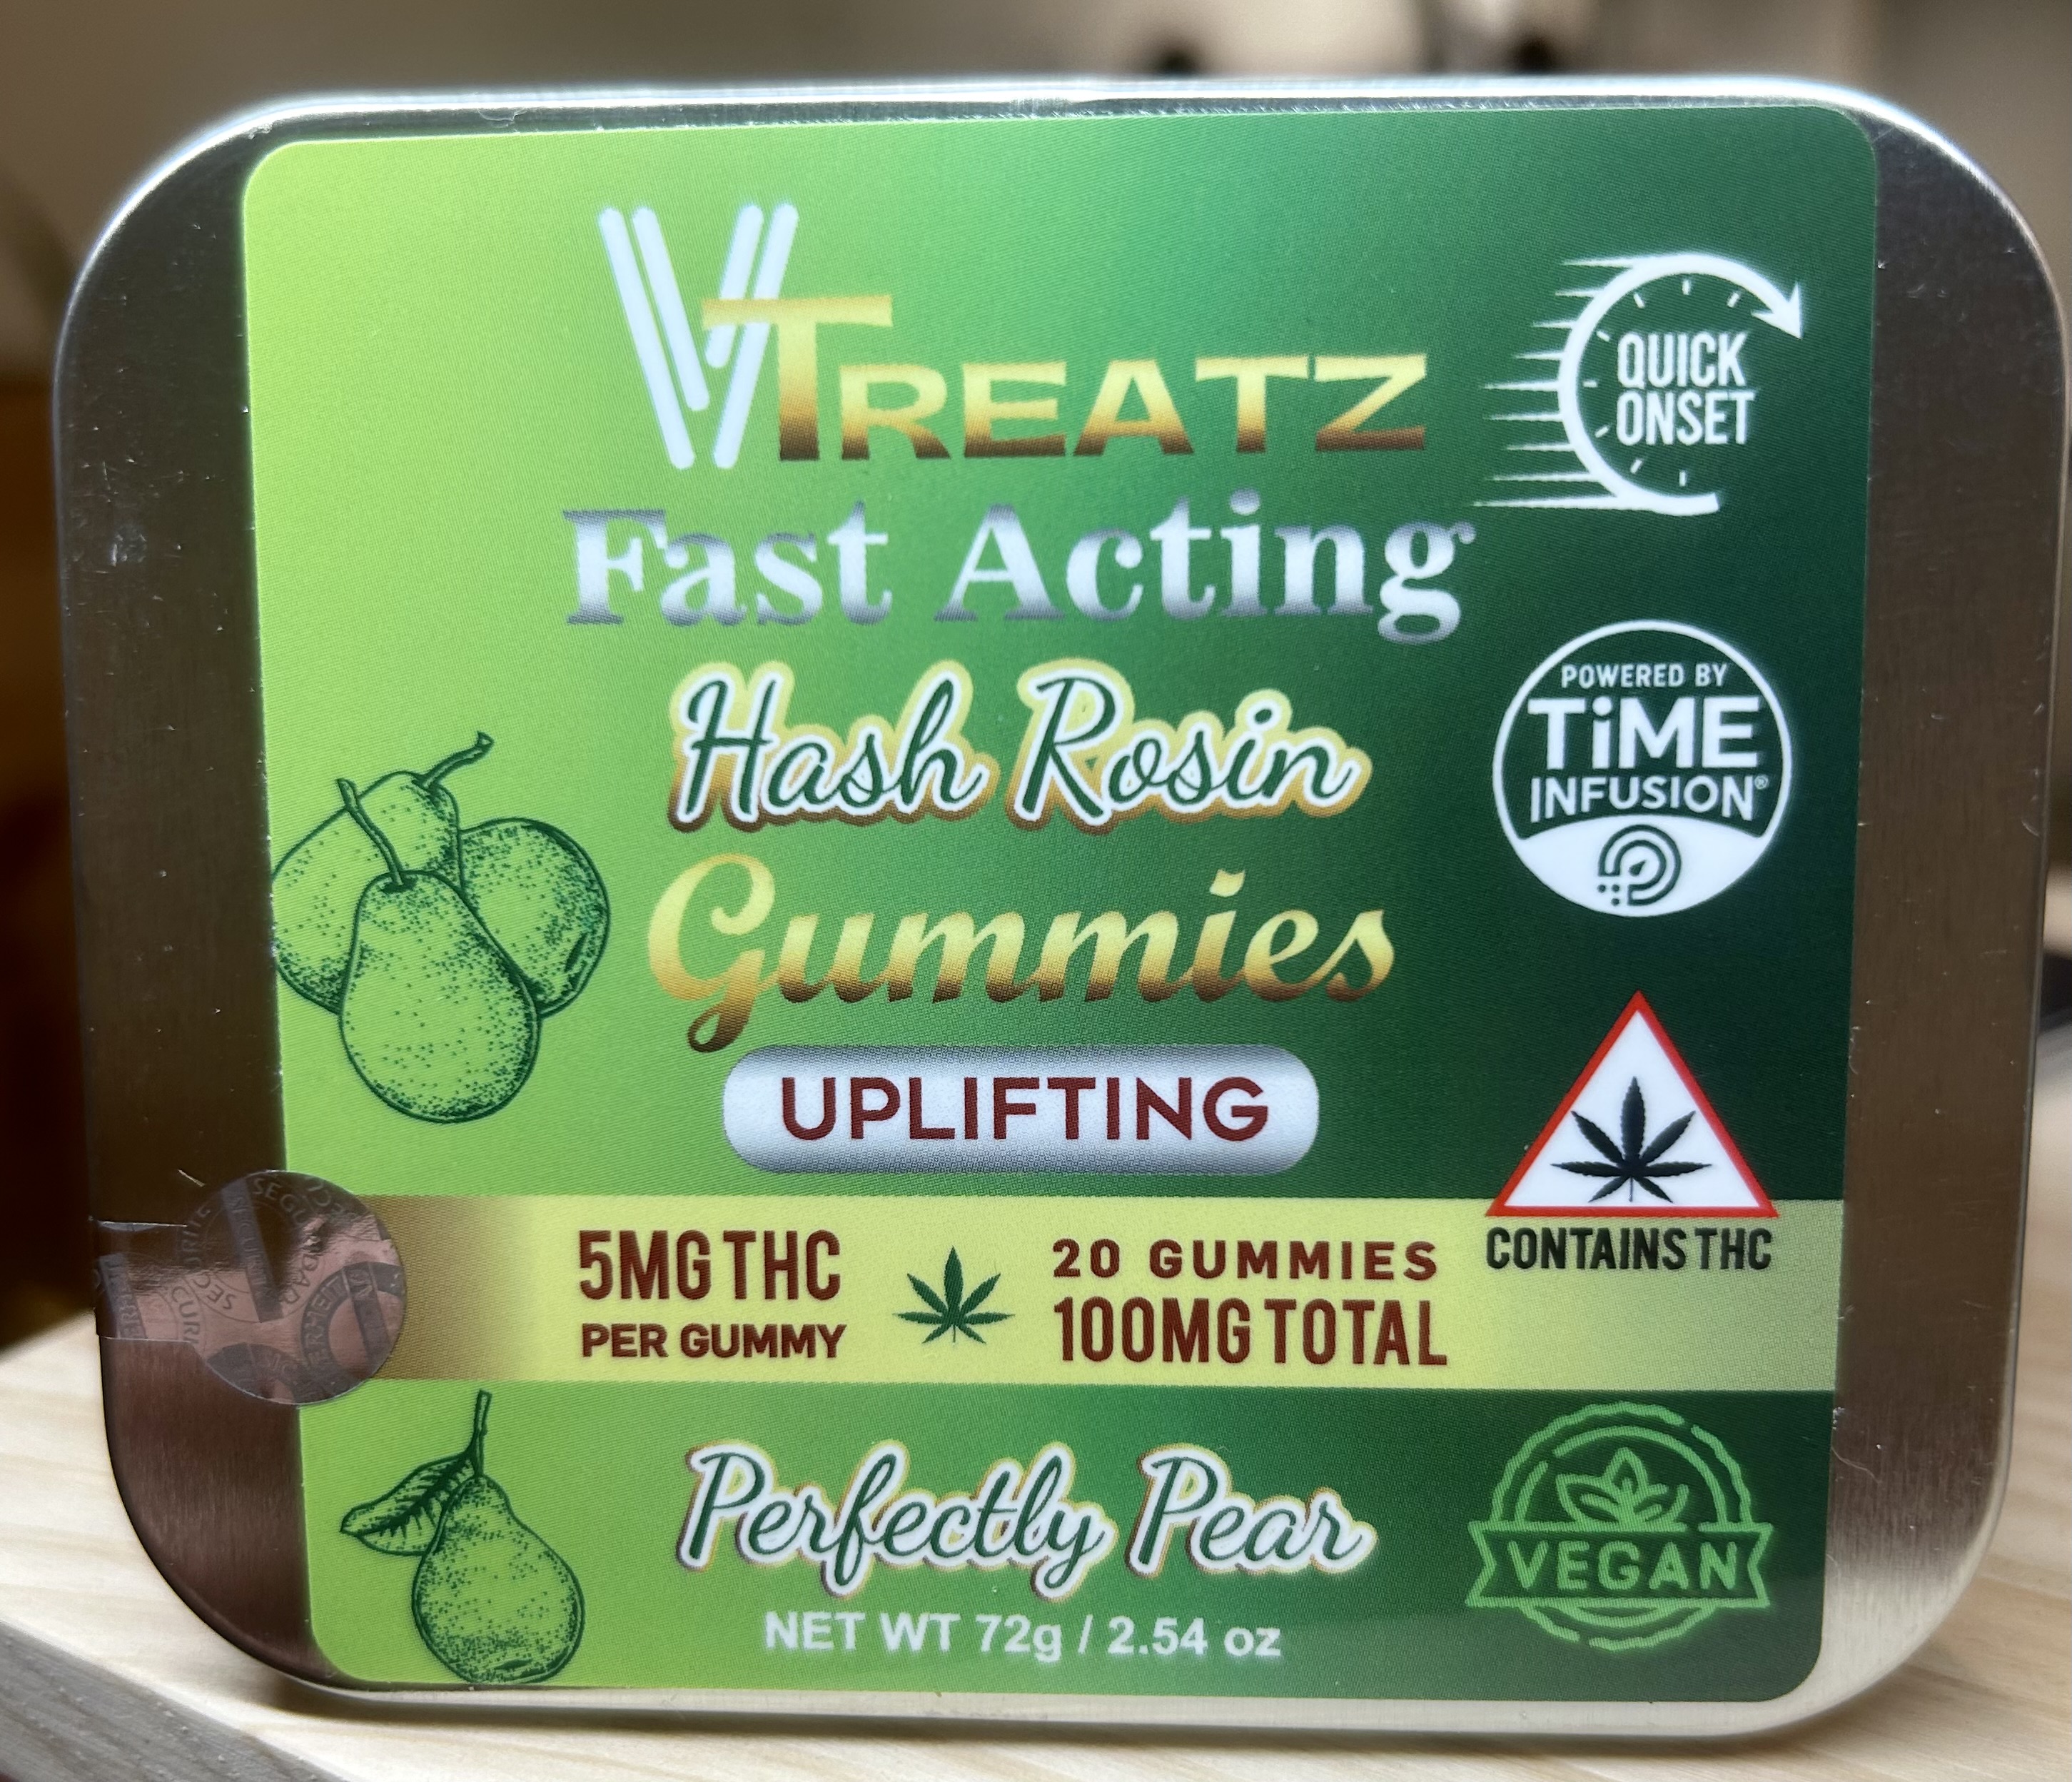 VTREATZ
QUICK
ONSET
Fast Acting
Hash Rosin
POWERED BY
TiME
INFUSION®
Gummies
UPLIFTING
5MG THC
PER GUMMY
20 GUMMIES
100MG TOTAL
CONTAINS THC
Perfectly Pear
VEGAN
NET WT 72g / 2.54 oz